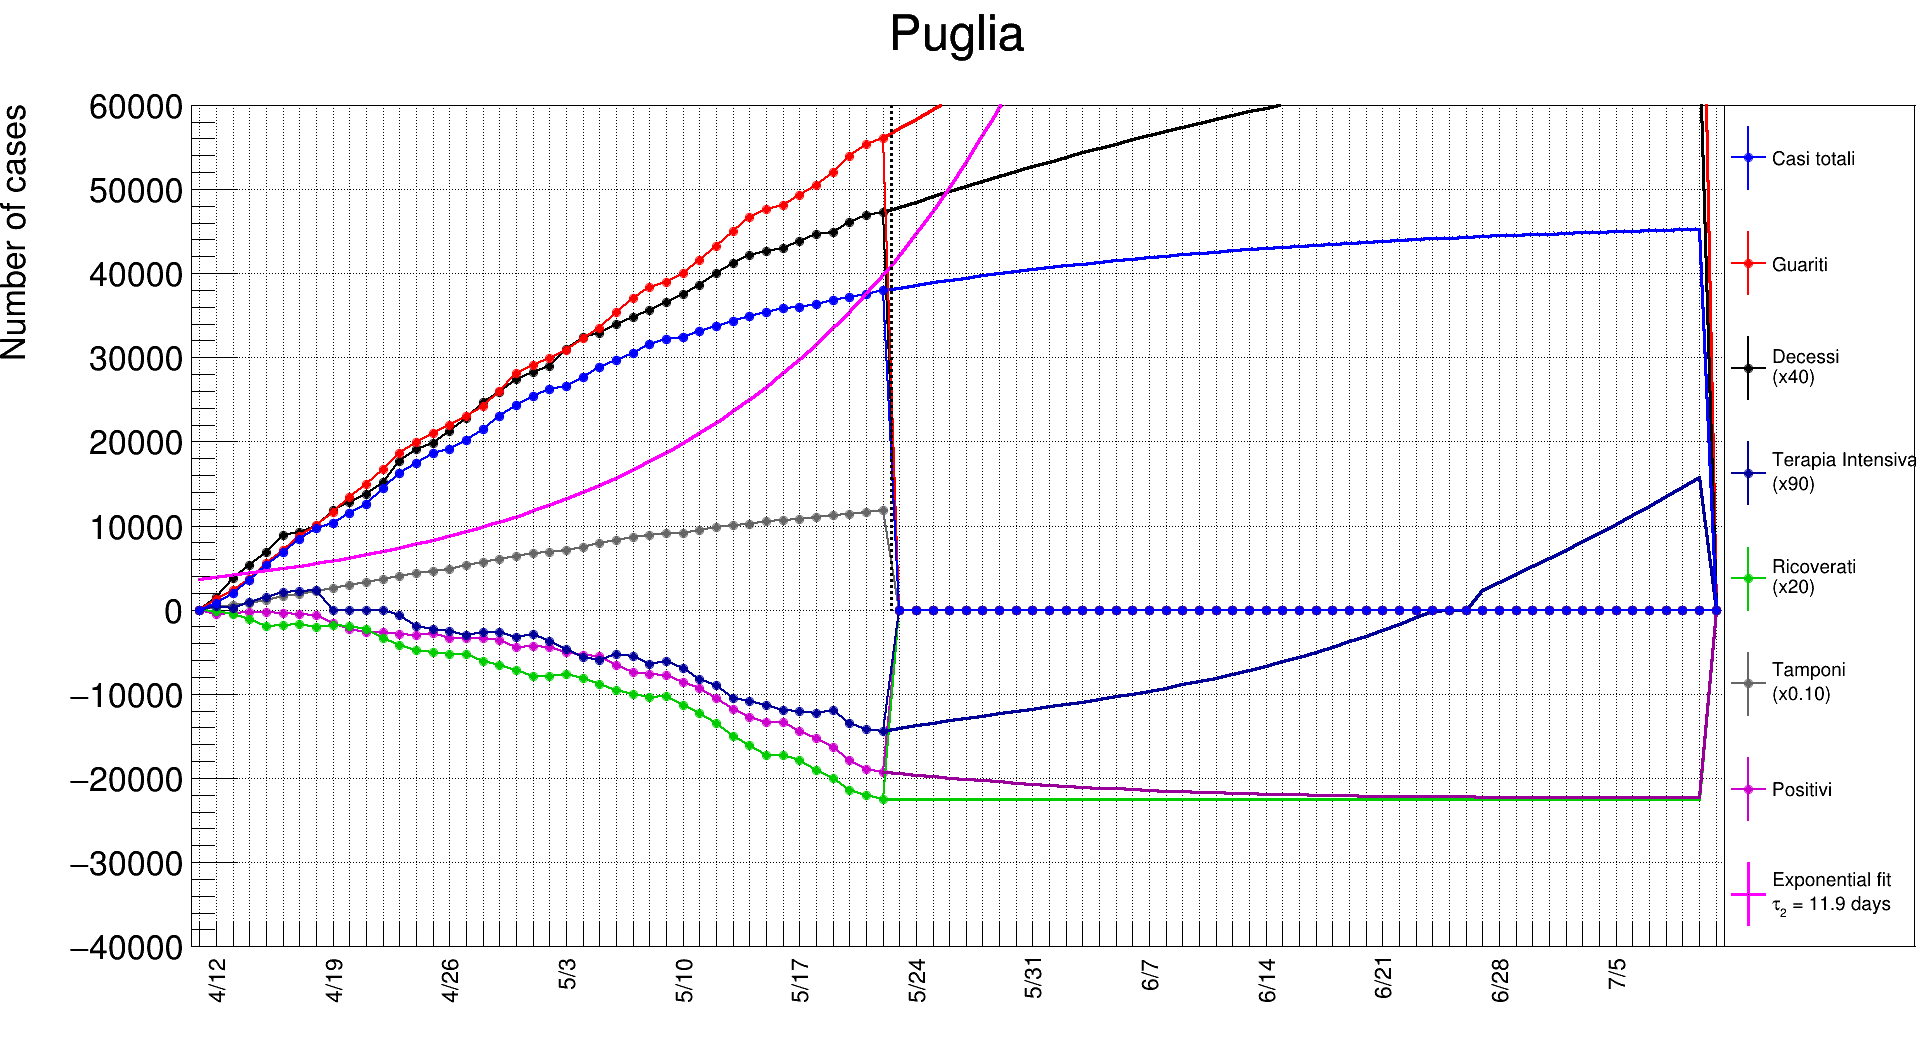 Puglia
Number of cases
60000
50000
40000
30000
20000
10000
0
−10000
−20000
−30000
−40000
4/12
4/19
4/26
5/3
5/10
5/17
5/24
5/31
6/7
6/14
6/21
6/28
7/5
Casi totali
Guariti
Decessi
(x40)
Terapia Intensiva
(x90)
Ricoverati
(x20)
Tamponi
(x0.10)
Positivi
Exponential fit
τ2 = 11.9 days